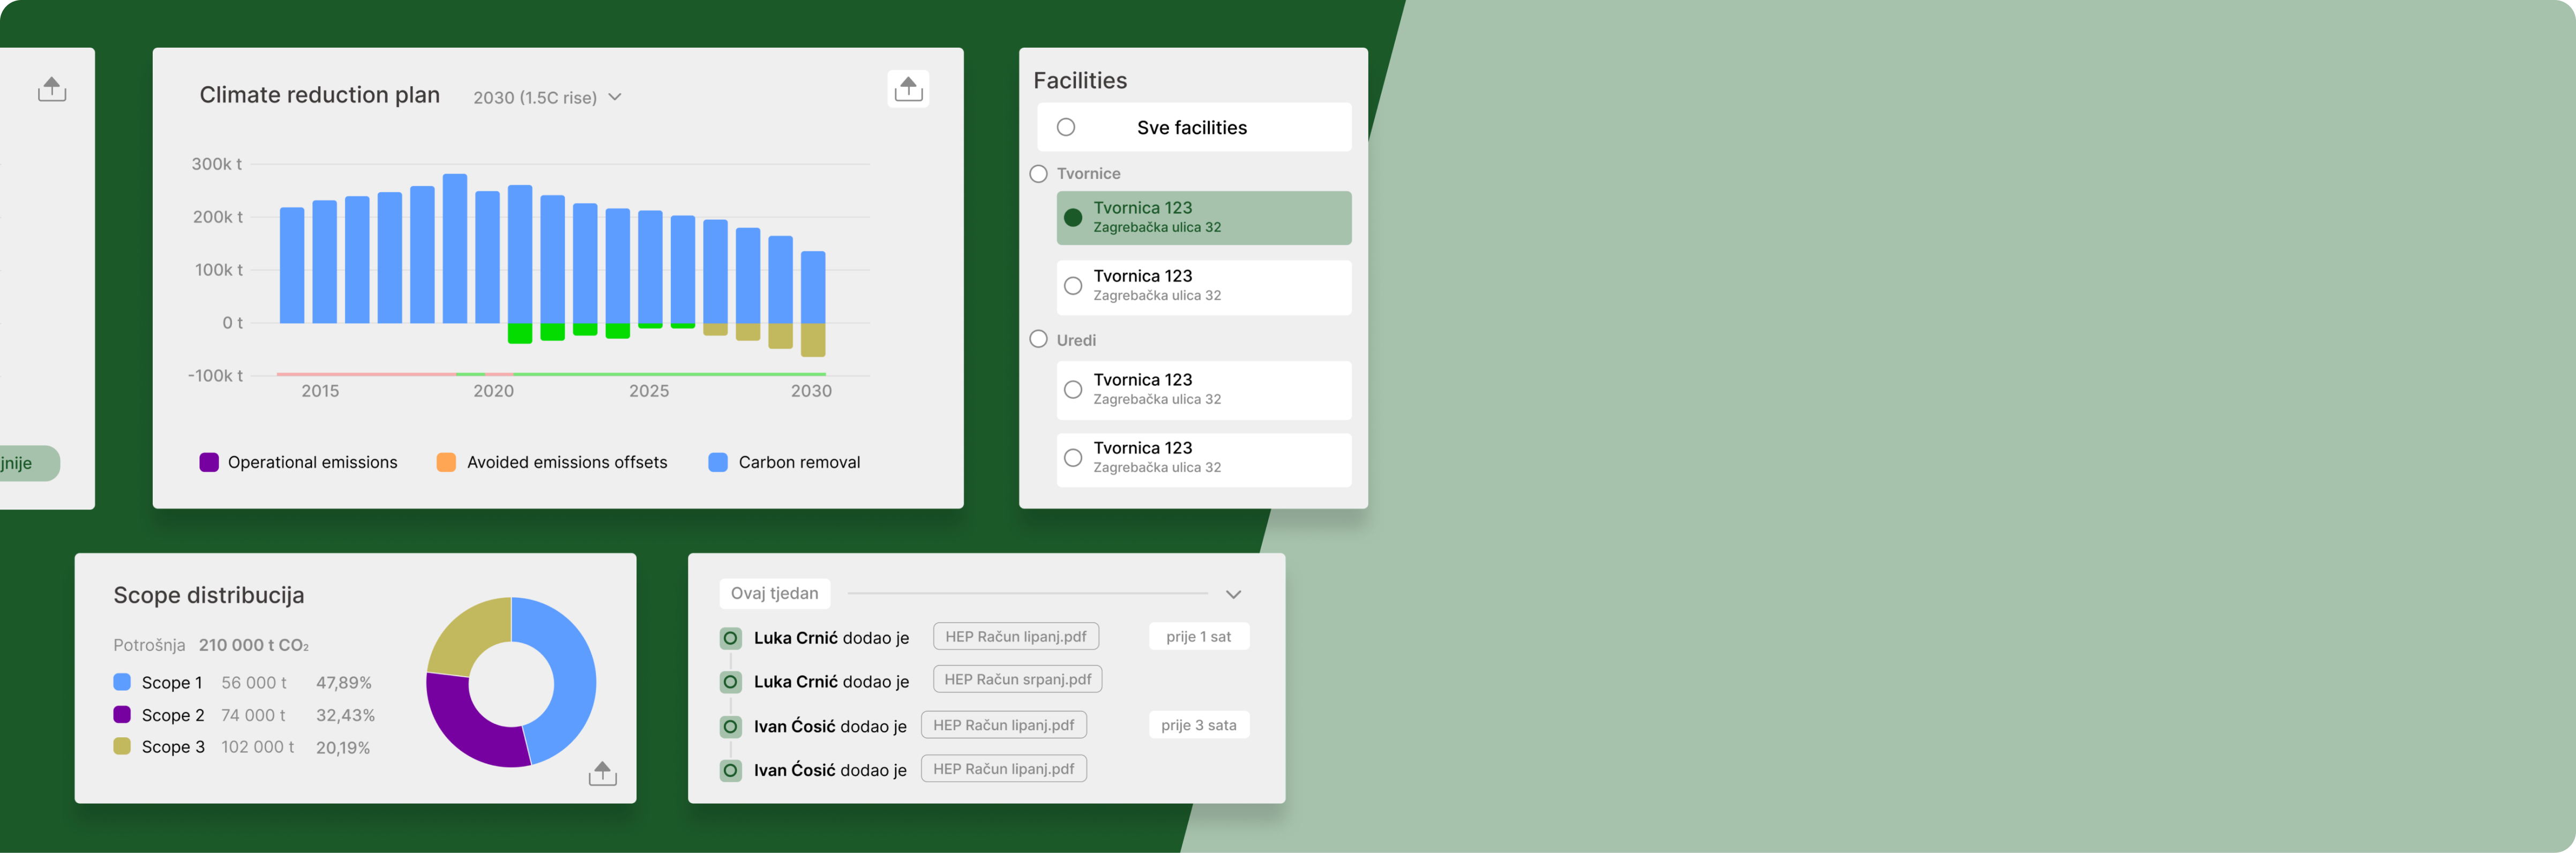 jnije
Climate reduction plan 2030 (1.5C rise)
300k t
200k t
100k t
0 t
-100k t
2015 2020 2025 2030
Operational emissions Avoided emissions offsets Carbon removal
Facilities
Sve facilities
Tvornice
Tvornica 123
Zagrebačka ulica 32
Tvornica 123
Zagrebačka ulica 32
Uredi
Tvornica 123
Zagrebačka ulica 32
Tvornica 123
Zagrebačka ulica 32
Scope distribucija
Potrošnja 210 000 t CO₂
Scope 1 56 000 t 47,89%
Scope 2 74 000 t 32,43%
Scope 3 102 000 t 20,19%
Ovaj tjedan
Luka Crnić dodao je HEP Račun lipanj.pdf prije 1 sat
Luka Crnić dodao je HEP Račun srpanj.pdf
Ivan Ćosić dodao je HEP Račun lipanj.pdf prije 3 sata
Ivan Ćosić dodao je HEP Račun lipanj.pdf